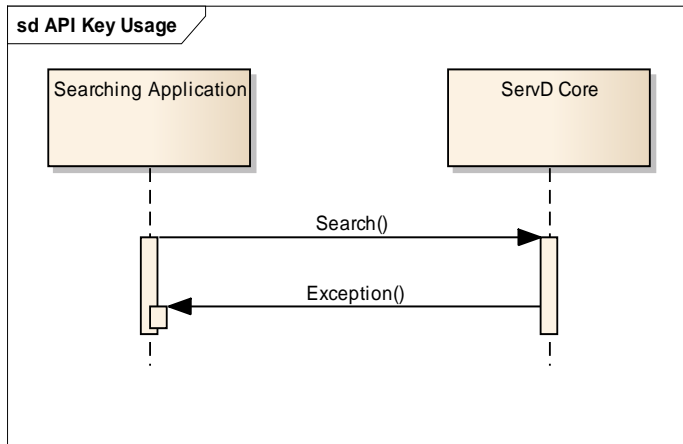 sd API Key Usage
Searching Application
ServD Core
Search()
Exception()